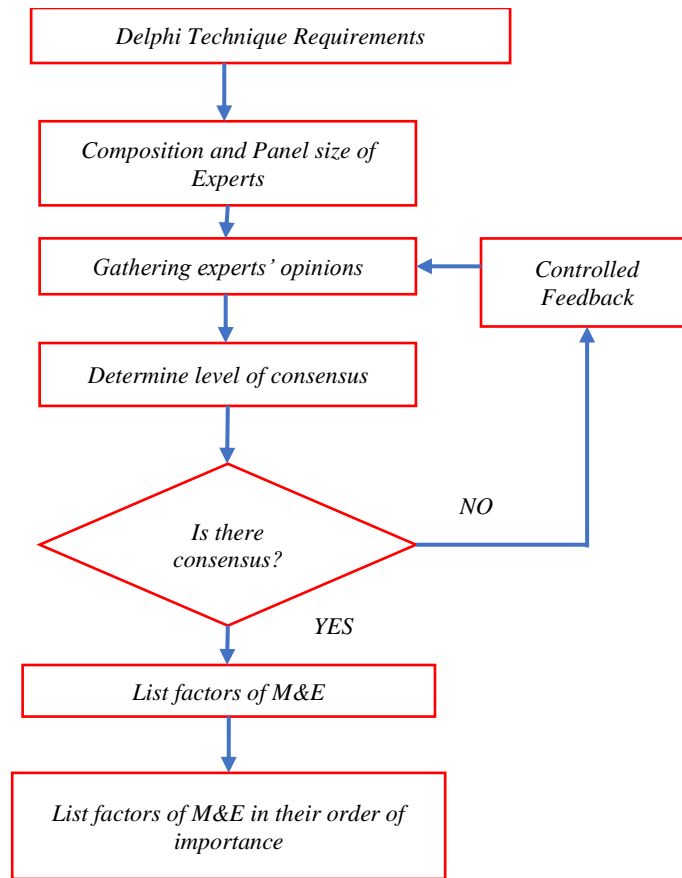 Delphi Technique Requirements
Composition and Panel size of
Experts
Gathering experts’ opinions
Controlled
Feedback
Determine level of consensus
Is there
consensus?
NO
YES
List factors of M&E
List factors of M&E in their order of
importance